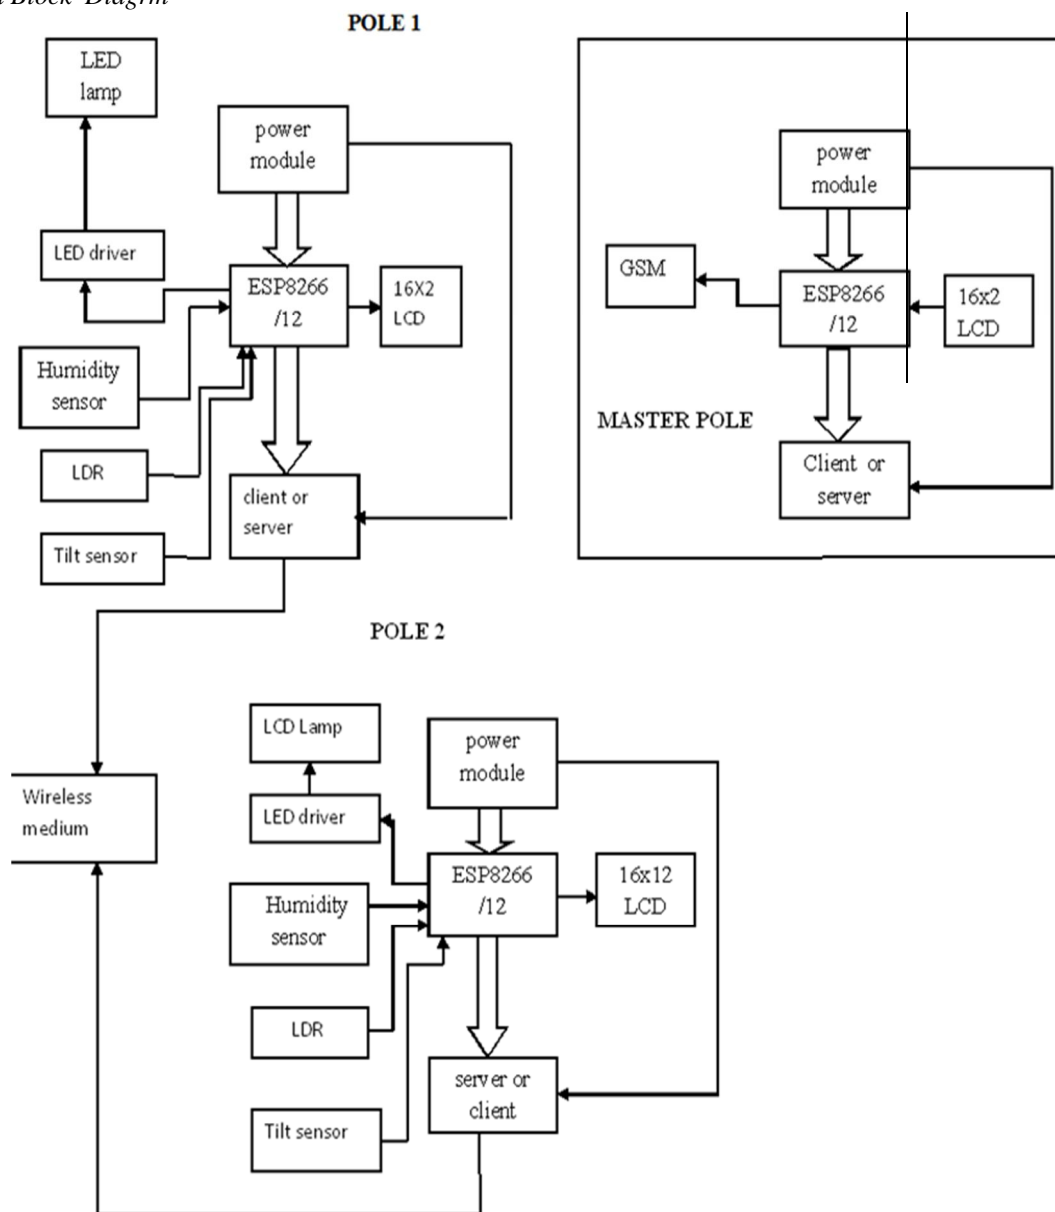 Block Diagrm
POLE 1
LED
lamp
power
module
LED driver
ESP8266
/12
16X2
LCD
Humidity
sensor
LDR
Tilt sensor
client or
server
power
module
GSM
ESP8266
/12
16x2
LCD
MASTER POLE
Client or
server
POLE 2
LCD Lamp
power
module
Wireless
medium
LED driver
ESP8266
/12
16x12
LCD
Humidity
sensor
LDR
server or
client
Tilt sensor